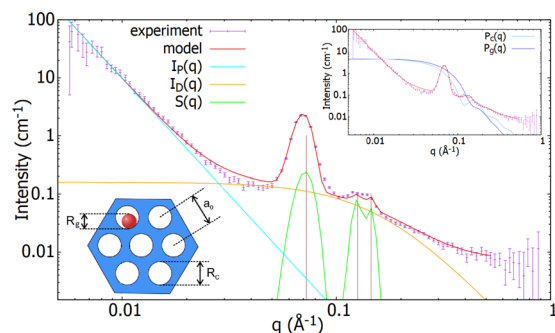 experiment
model
I_P(q)
I_D(q)
S(q)
Intensity (cm⁻¹)
100
10
1
0.1
0.01
0.01
0.1
1
q (Å⁻¹)
R_g
a_0
R_c
P_c(q)
P_g(q)
Intensity (cm⁻¹)
100
10
1
0.1
0.01
0.01
0.1
1
q (Å⁻¹)